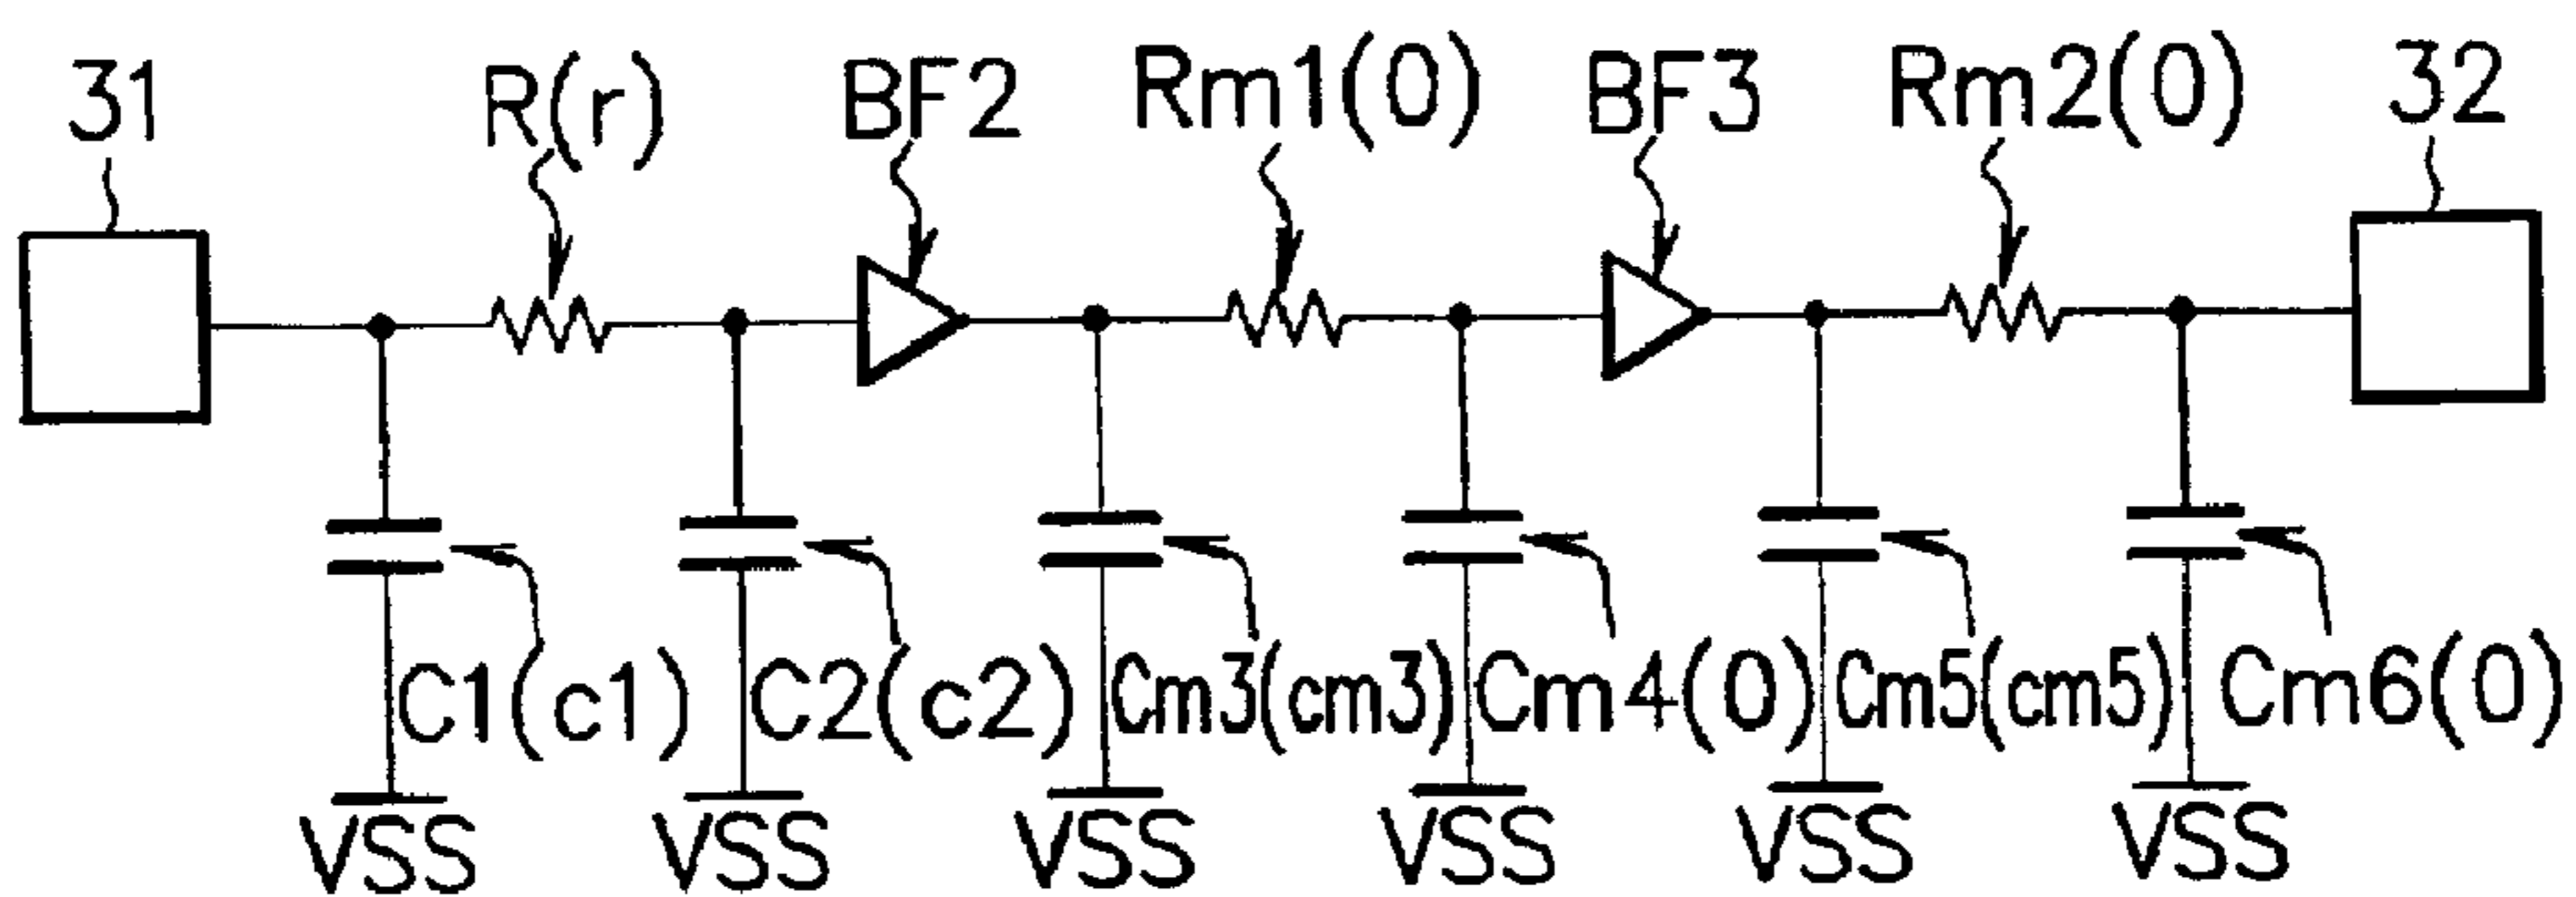 31 R(r) BF2 Rm1(0) BF3 Rm2(0) 32
C1(c1) C2(c2) Cm3(cm3) Cm4(0) Cm5(cm5) Cm6(0)
VSS VSS VSS VSS VSS VSS